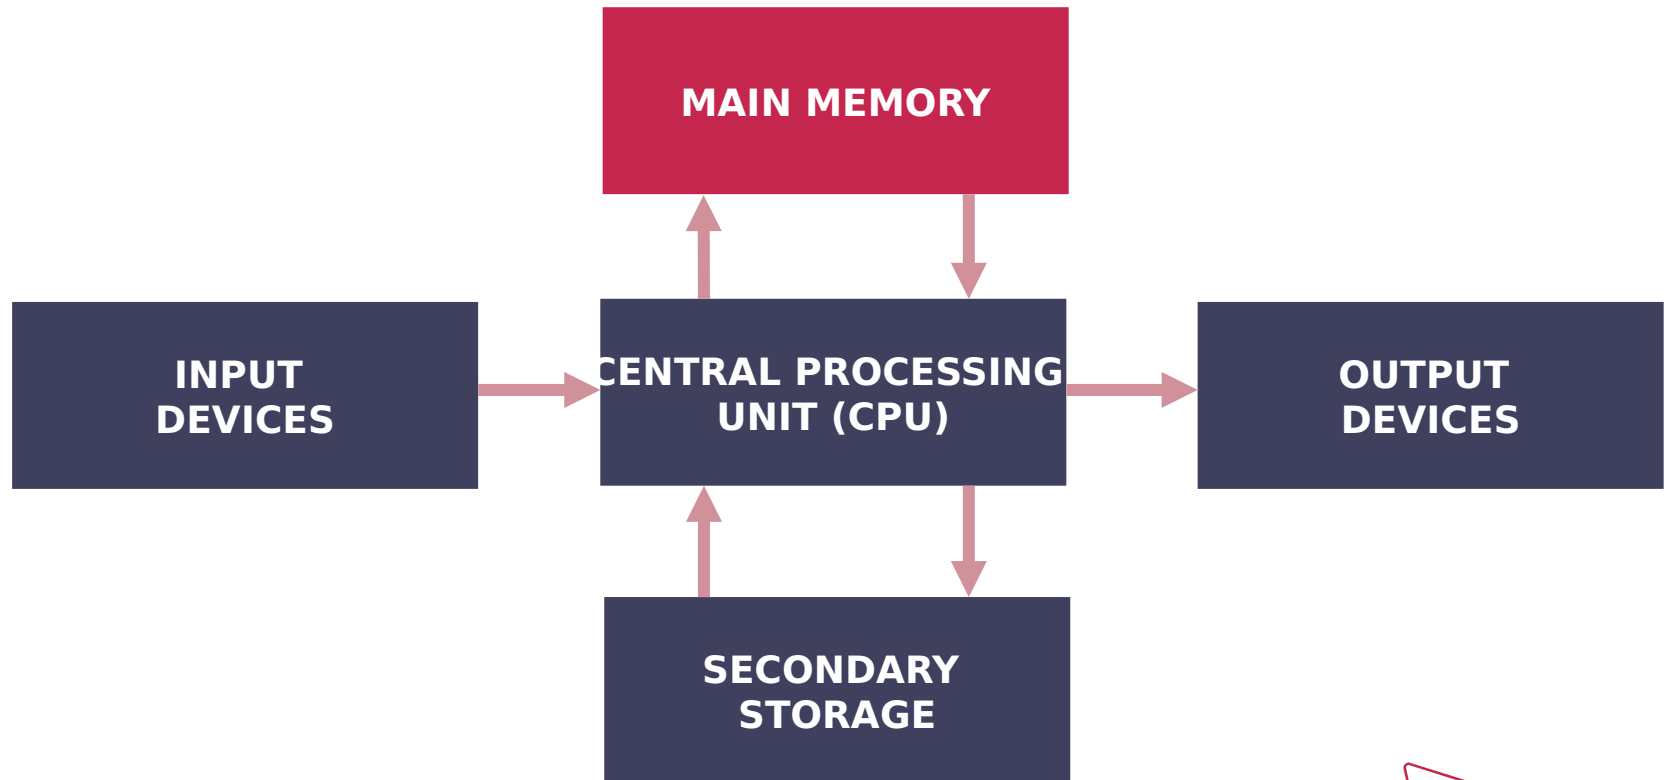 MAIN MEMORY
INPUT
DEVICES
CENTRAL PROCESSING
UNIT (CPU)
OUTPUT
DEVICES
SECONDARY
STORAGE